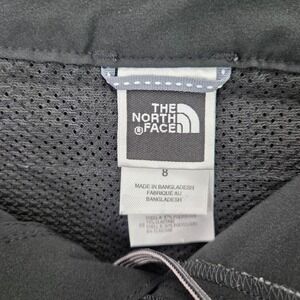 THE
NORTH
FACE
8
MADE IN BANGLADESH
FABRIQUÉ AU
BANGLADESH